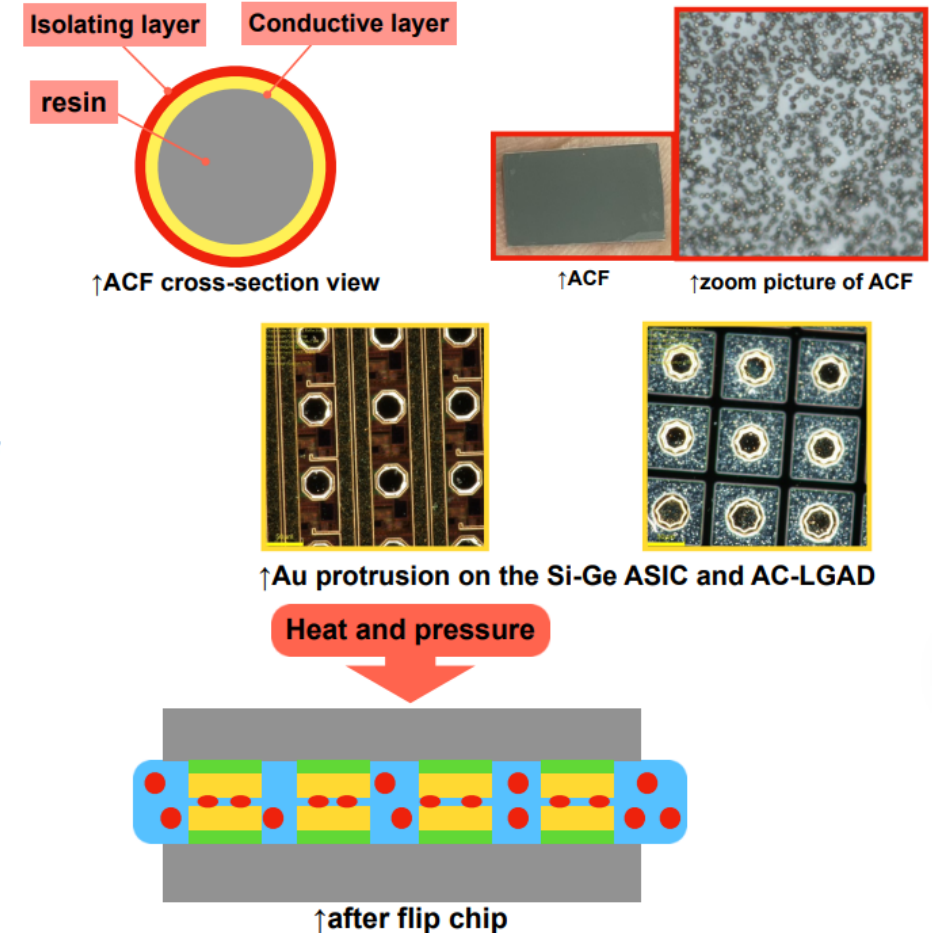 Isolating layer
Conductive layer
resin
↑ACF cross-section view
↑ACF
↑zoom picture of ACF
↑Au protrusion on the Si-Ge ASIC and AC-LGAD
Heat and pressure
↑after flip chip